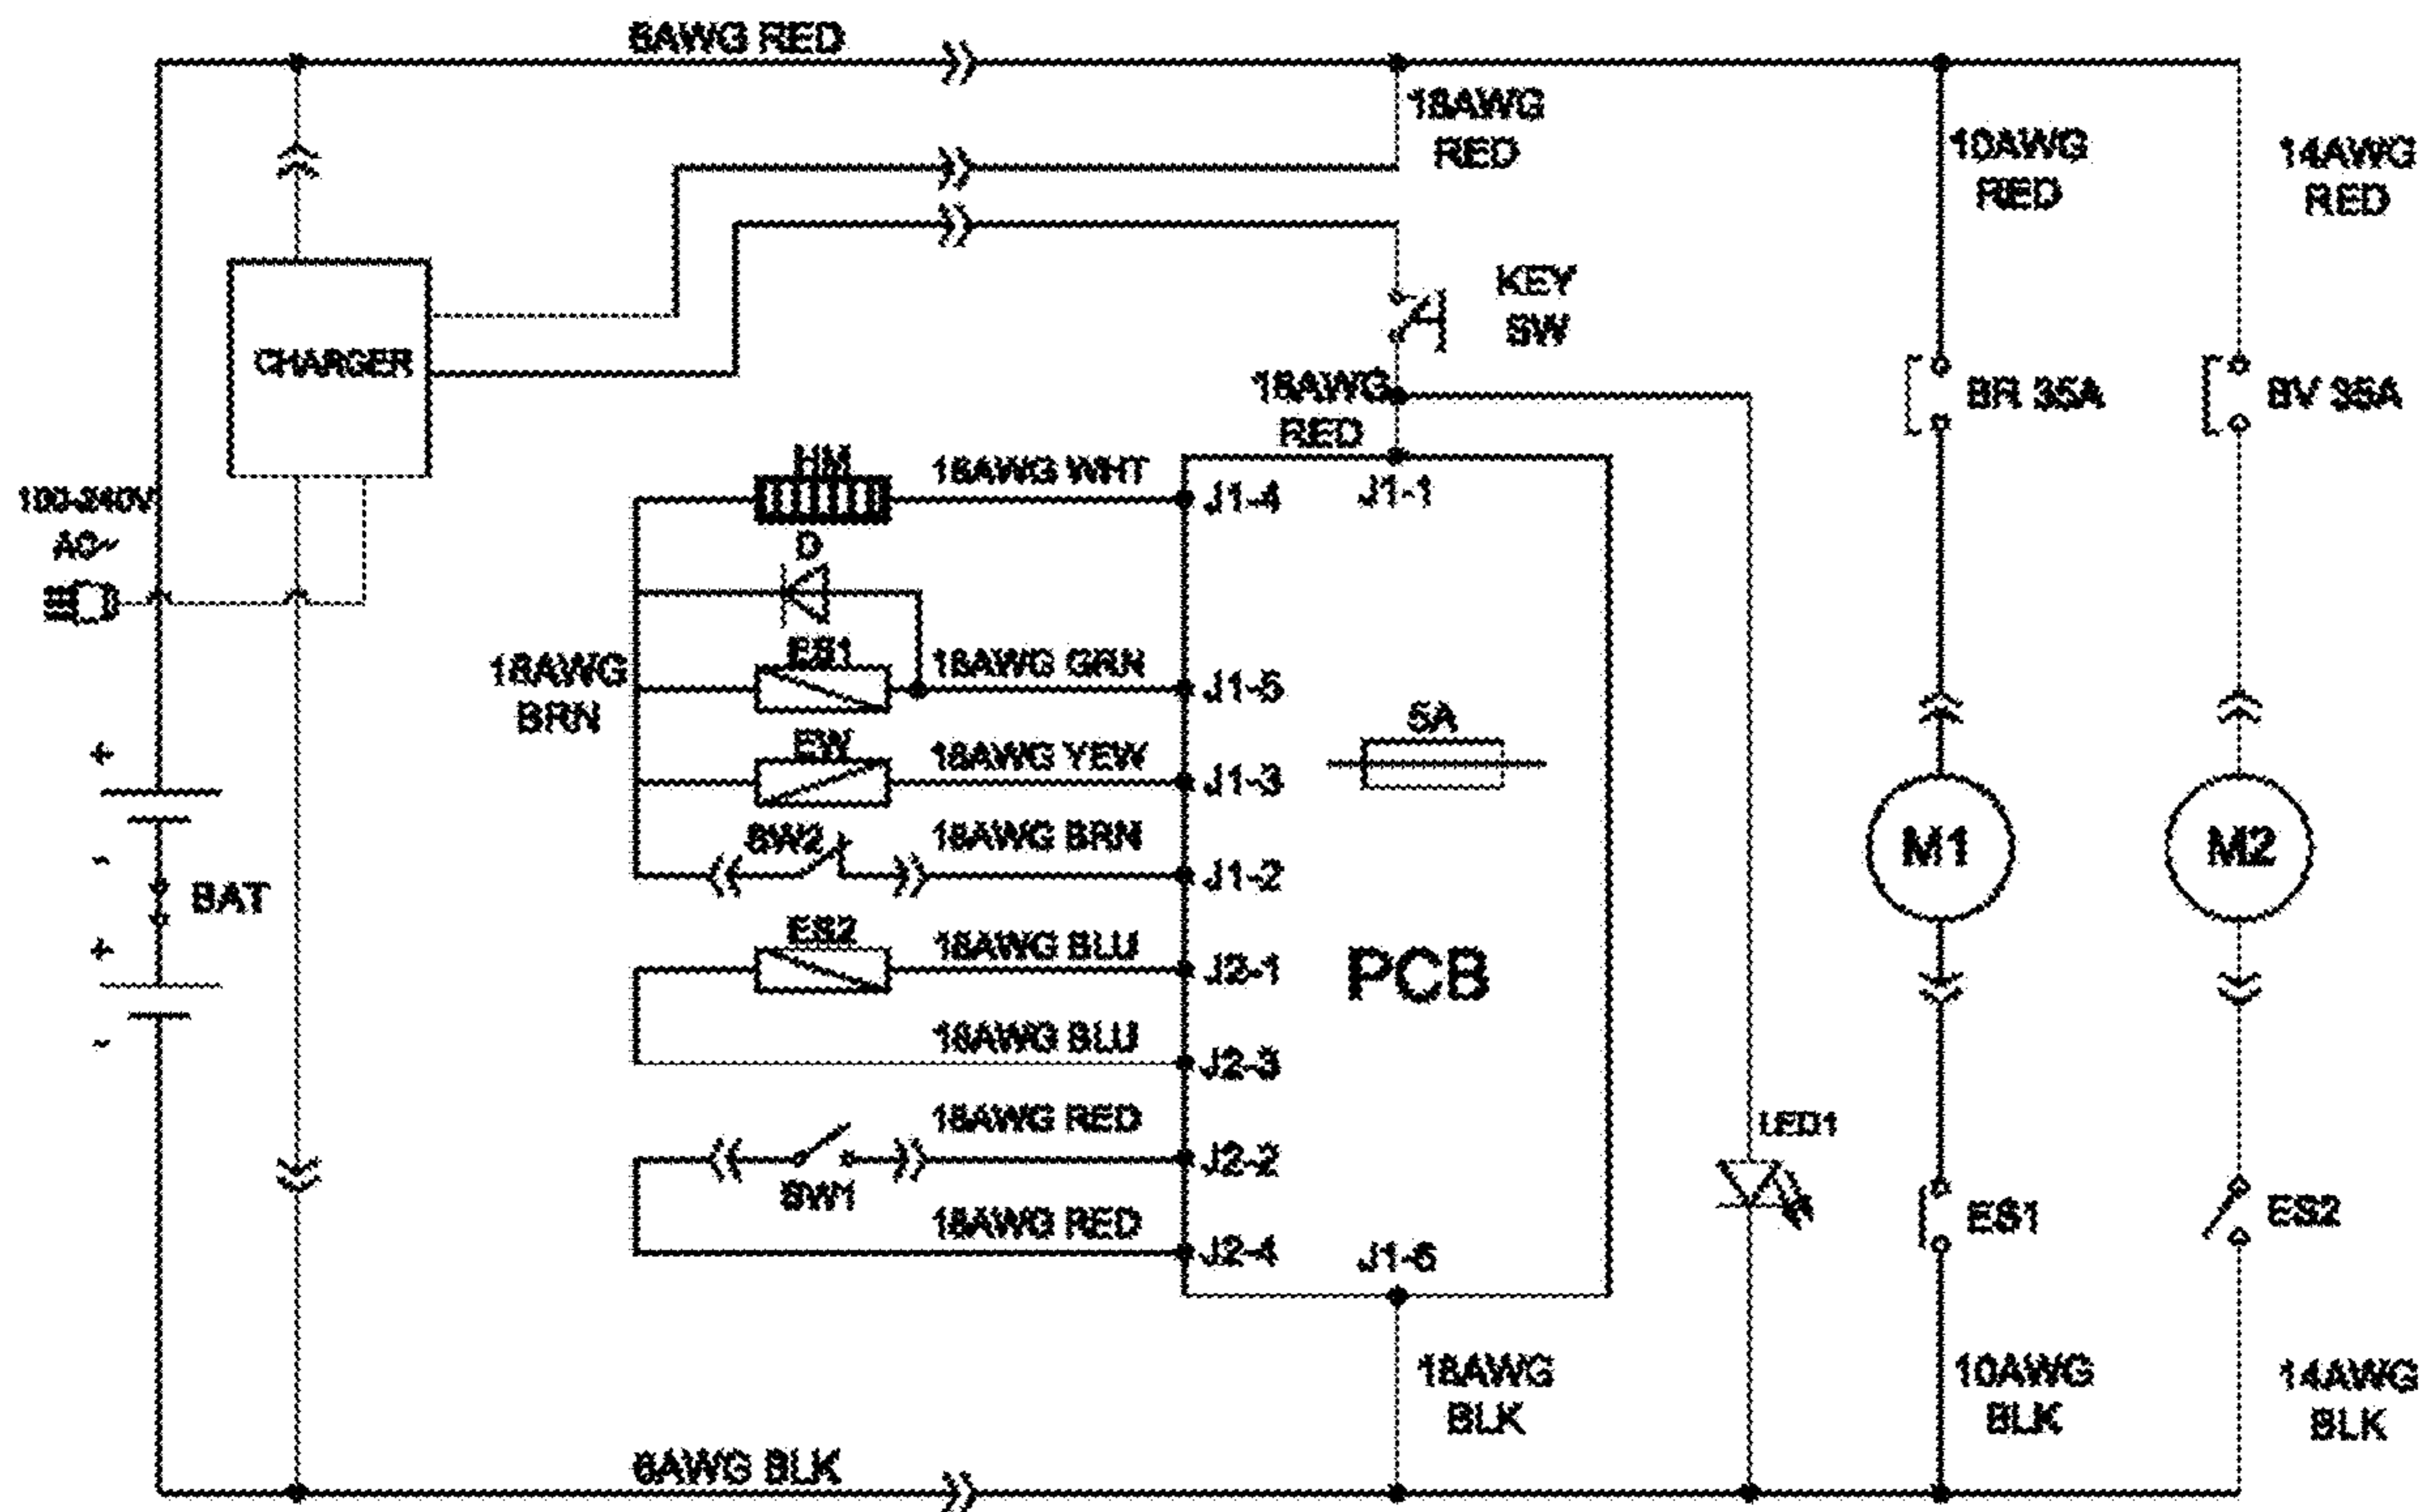 6AWG RED
18AWG
RED
10AWG
RED
14AWG
RED
KEY
SW
CHARGER
18AWG
RED
BR 35A
BV 35A
HM
18AWG WHT
J1-4
J1-1
100-240V
AC~
D
ES1
18AWG GRN
J1-5
18AWG
BRN
5A
EW
18AWG YEW
J1-3
+
-
SW2
18AWG BRN
J1-2
M1
M2
BAT
+
-
ES2
18AWG BLU
J2-1
PCB
18AWG BLU
J2-3
18AWG RED
J2-2
LED1
SW1
18AWG RED
J2-4
ES1
ES2
18AWG
BLK
10AWG
BLK
14AWG
BLK
6AWG BLK